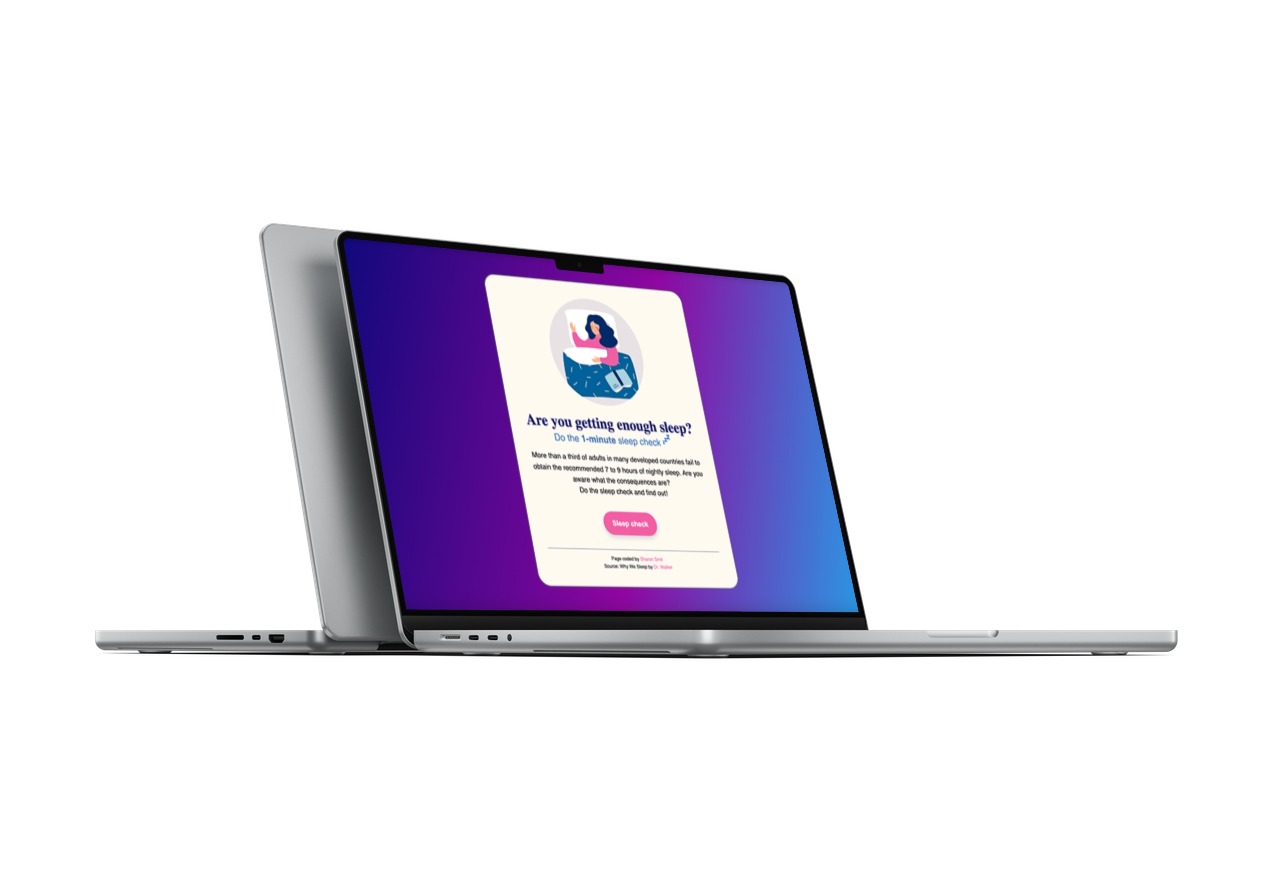 Are you getting enough sleep?
Do the 1-minute sleep check 💤
More than a third of adults in many developed countries fail to
obtain the recommended 7 to 9 hours of nightly sleep. Are you
aware what the consequences are?
Do the sleep check and find out!
Sleep check
Page coded by Sharon Smit
Source: Why We Sleep by Dr. Walker